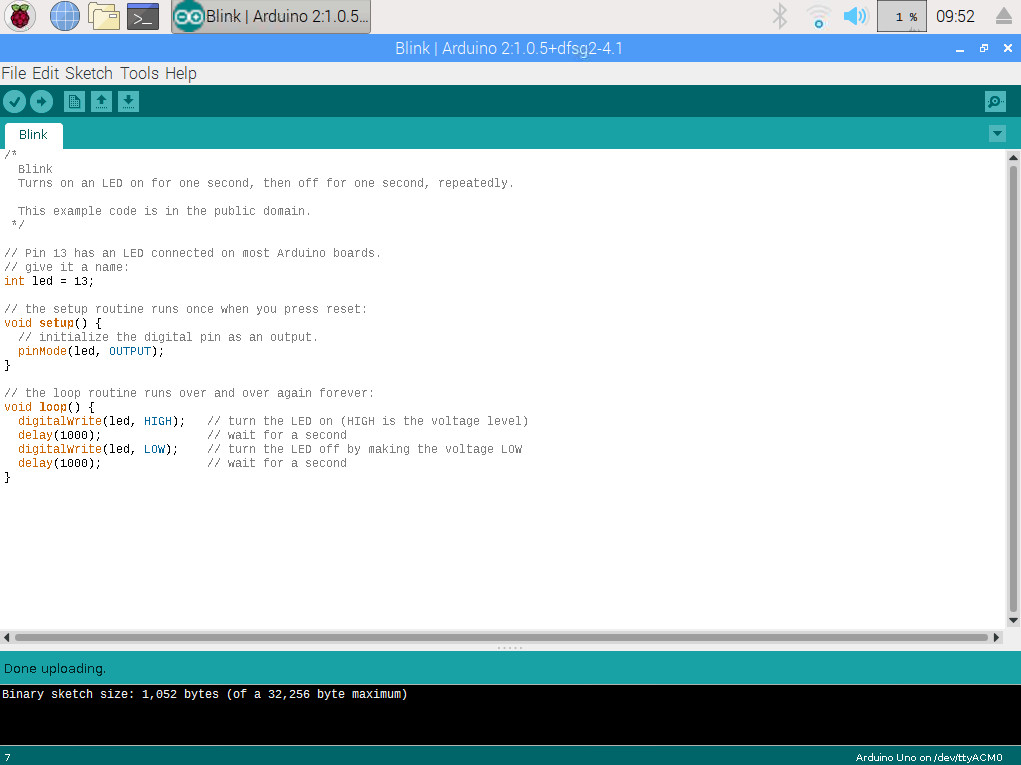 Blink | Arduino 2:1.0.5...
1 %
09:52
Blink | Arduino 2:1.0.5+dfsg2-4.1
File Edit Sketch Tools Help
Blink
/*
  Blink
  Turns on an LED on for one second, then off for one second, repeatedly.

  This example code is in the public domain.
 */

// Pin 13 has an LED connected on most Arduino boards.
// give it a name:
int led = 13;

// the setup routine runs once when you press reset:
void setup() {
  // initialize the digital pin as an output.
  pinMode(led, OUTPUT);
}

// the loop routine runs over and over again forever:
void loop() {
  digitalWrite(led, HIGH);   // turn the LED on (HIGH is the voltage level)
  delay(1000);               // wait for a second
  digitalWrite(led, LOW);    // turn the LED off by making the voltage LOW
  delay(1000);               // wait for a second
}
Done uploading.
Binary sketch size: 1,052 bytes (of a 32,256 byte maximum)
7
Arduino Uno on /dev/ttyACM0